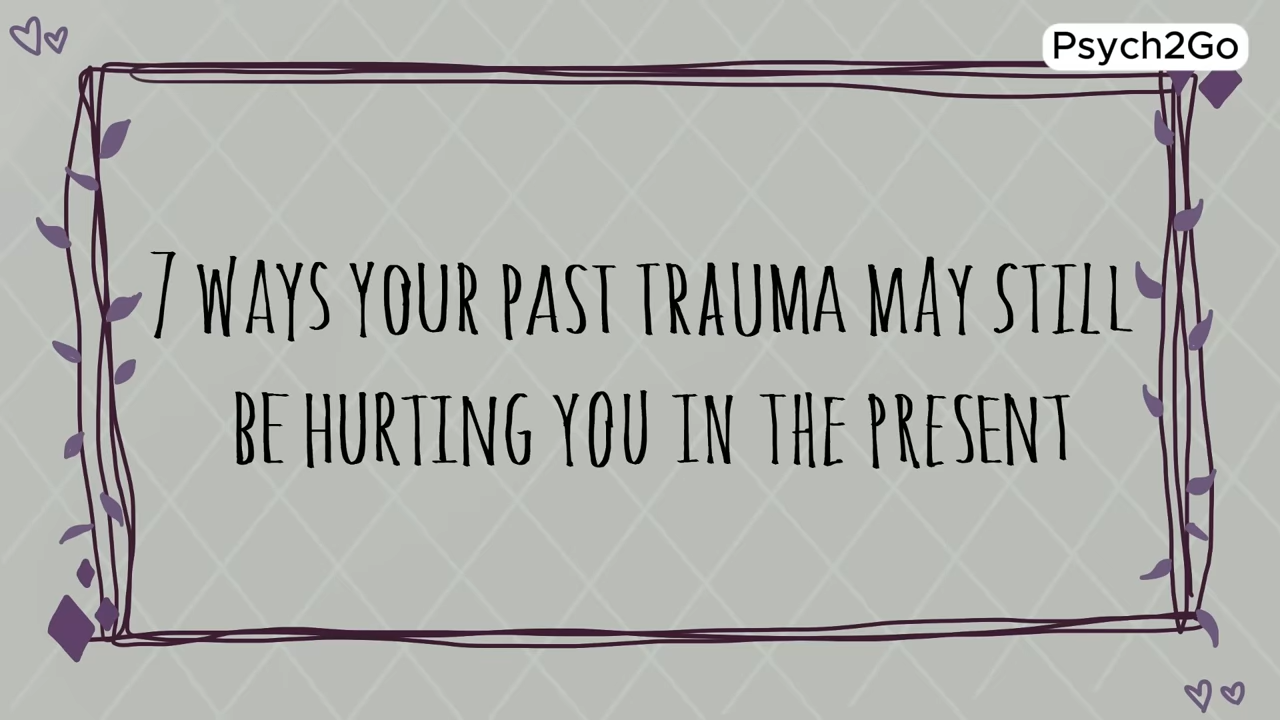 Psych2Go
7 WAYS YOUR PAST TRAUMA MAY STILL
BE HURTING YOU IN THE PRESENT